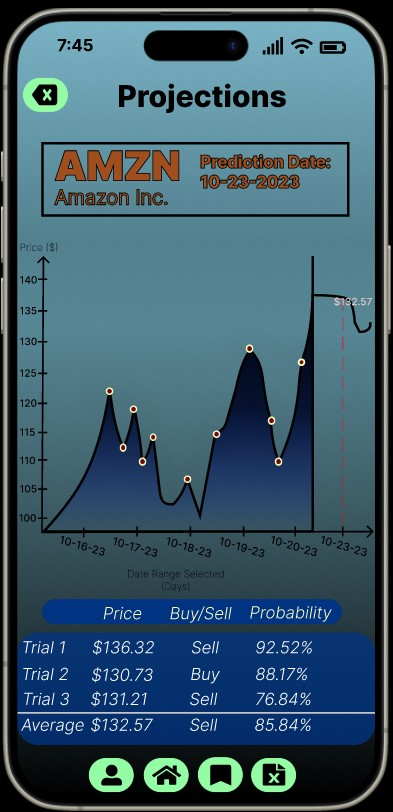 7:45
Projections
AMZN
Amazon Inc.
Prediction Date:
10-23-2023
Price ($)
140
135
130
125
120
115
110
105
100
$132.57
10-16-23
10-17-23
10-18-23
10-19-23
10-20-23
10-23-23
Date Range Selected
(Days)
Price Buy/Sell Probability
Trial 1 $136.32 Sell 92.52%
Trial 2 $130.73 Buy 88.17%
Trial 3 $131.21 Sell 76.84%
Average $132.57 Sell 85.84%